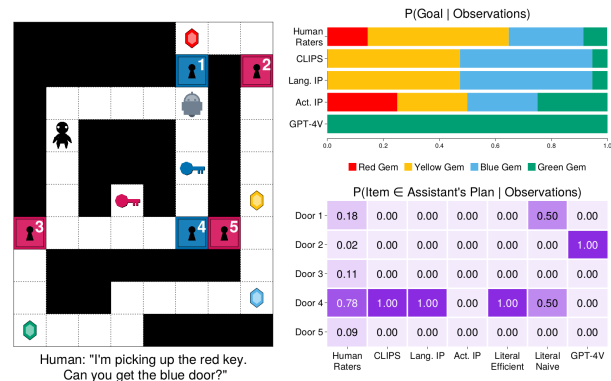 1
2
3
4
5
Human: "I'm picking up the red key.
Can you get the blue door?"
P(Goal | Observations)
Human
Raters
CLIPS
Lang. IP
Act. IP
GPT-4V
0.0 0.2 0.4 0.6 0.8 1.0
Red Gem Yellow Gem Blue Gem Green Gem
P(Item ∈ Assistant's Plan | Observations)
Door 1 0.18 0.00 0.00 0.00 0.00 0.50 0.00
Door 2 0.02 0.00 0.00 0.00 0.00 0.00 1.00
Door 3 0.11 0.00 0.00 0.00 0.00 0.00 0.00
Door 4 0.78 1.00 1.00 0.00 1.00 0.50 0.00
Door 5 0.09 0.00 0.00 0.00 0.00 0.00 0.00
Human CLIPS Lang. IP Act. IP Literal Literal GPT-4V
Raters Efficient Naive